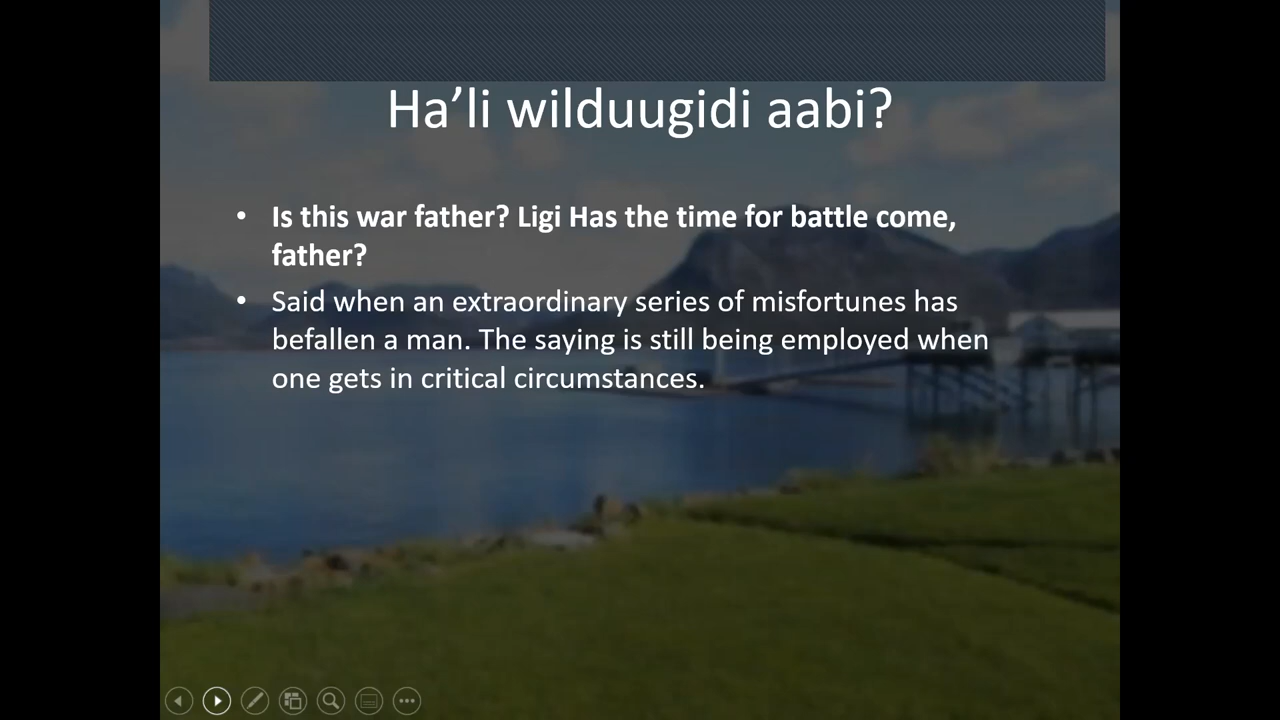 Ha’li wilduugidi aabi?
• Is this war father? Ligi Has the time for battle come,
father?
• Said when an extraordinary series of misfortunes has
befallen a man. The saying is still being employed when
one gets in critical circumstances.